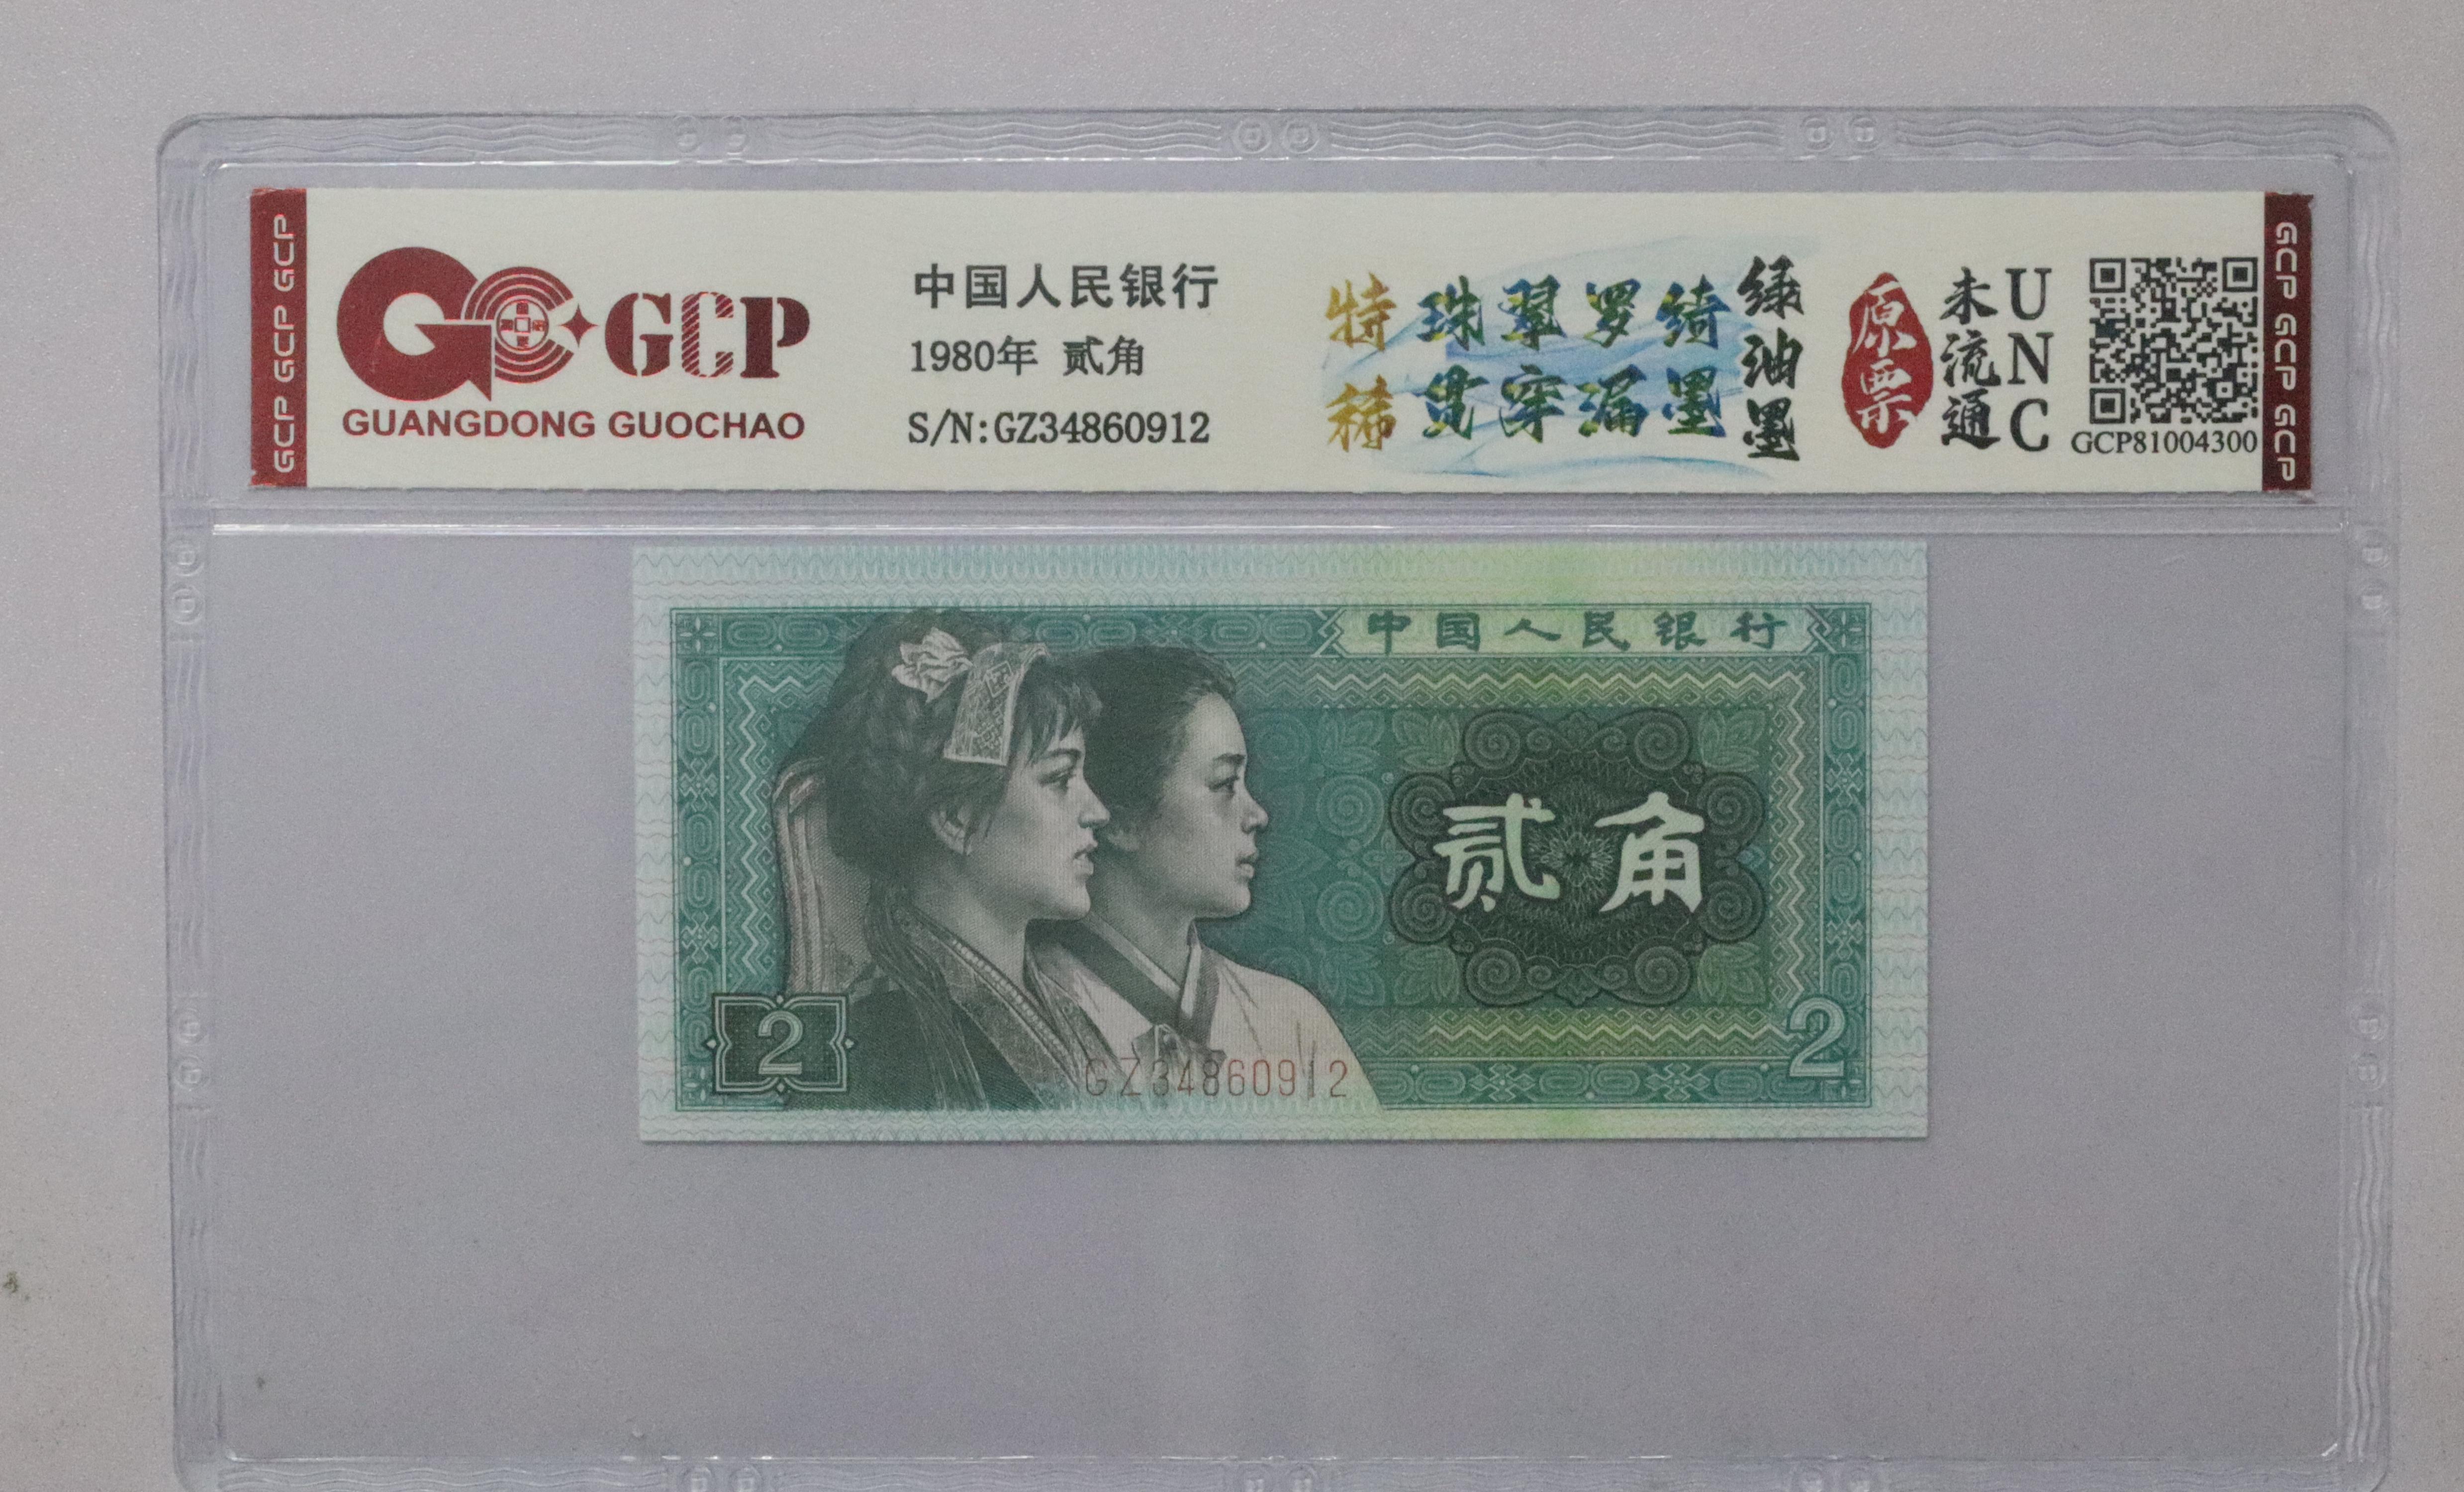 GCP GCP GCP
GCP
GUANGDONG GUOCHAO
中国人民银行
1980年 贰角
S/N:GZ34860912
特稀
珠翠罗绮
贯穿漏墨
绿油墨
原票
未流通
UNC
GCP81004300
GCP GCP GCP
中国人民银行
贰角
2
GZ34860912
2